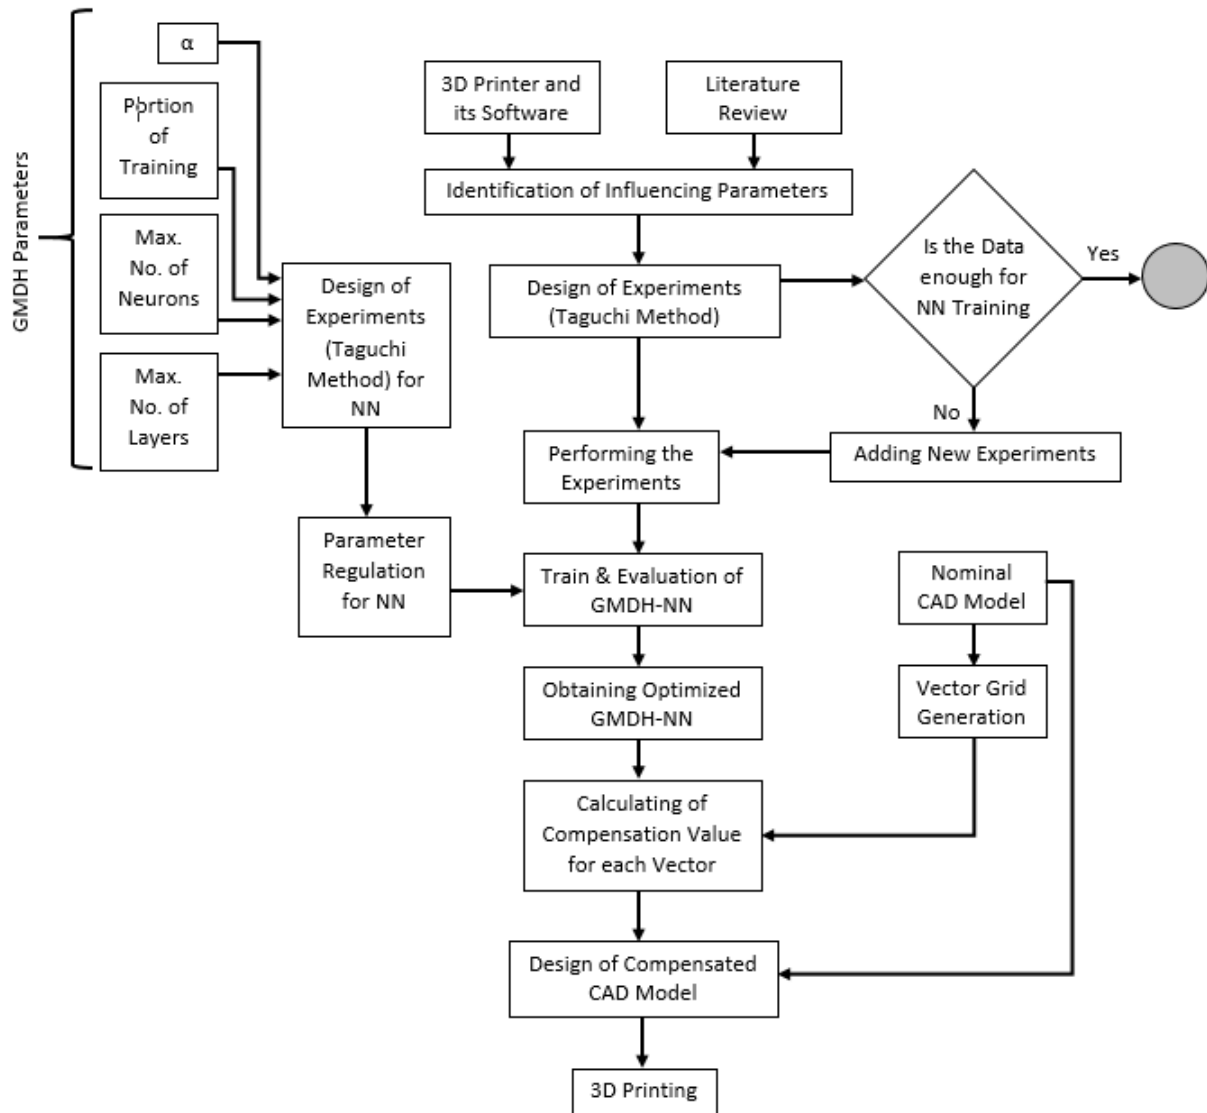 GMDH Parameters
α
Portion
of
Training
Max.
No. of
Neurons
Max.
No. of
Layers
Design of
Experiments
(Taguchi
Method) for
NN
Parameter
Regulation
for NN
3D Printer and
its Software
Literature
Review
Identification of Influencing Parameters
Design of Experiments
(Taguchi Method)
Is the Data
enough for
NN Training
Yes
No
Adding New Experiments
Performing the
Experiments
Train & Evaluation of
GMDH-NN
Obtaining Optimized
GMDH-NN
Nominal
CAD Model
Vector Grid
Generation
Calculating of
Compensation Value
for each Vector
Design of Compensated
CAD Model
3D Printing